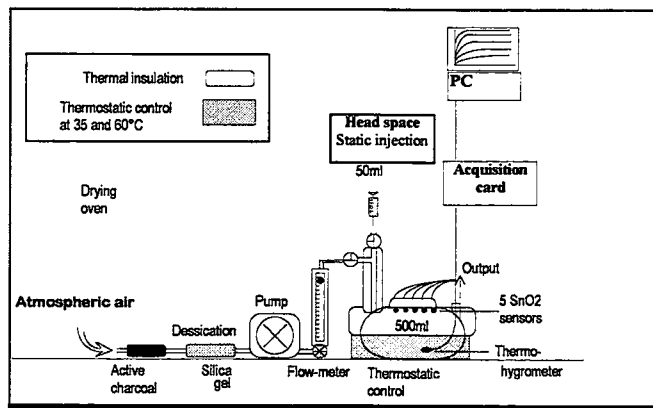 Thermal insulation
Thermostatic control
at 35 and 60°C
PC
Head space
Static injection
50ml
Acquisition
card
Drying
oven
Output
Atmospheric air
Pump
Dessication
5 SnO2
sensors
500ml
Active
charcoal
Silica
gel
Flow-meter
Thermostatic
control
Thermo-
hygrometer